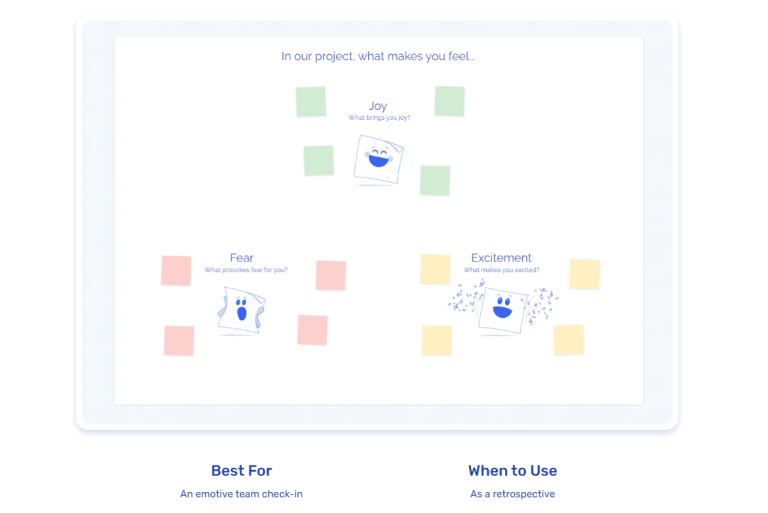 In our project, what makes you feel...
Joy
What brings you joy?
Fear
What provokes fear for you?
Excitement
What makes you excited?
Best For
An emotive team check-in
When to Use
As a retrospective